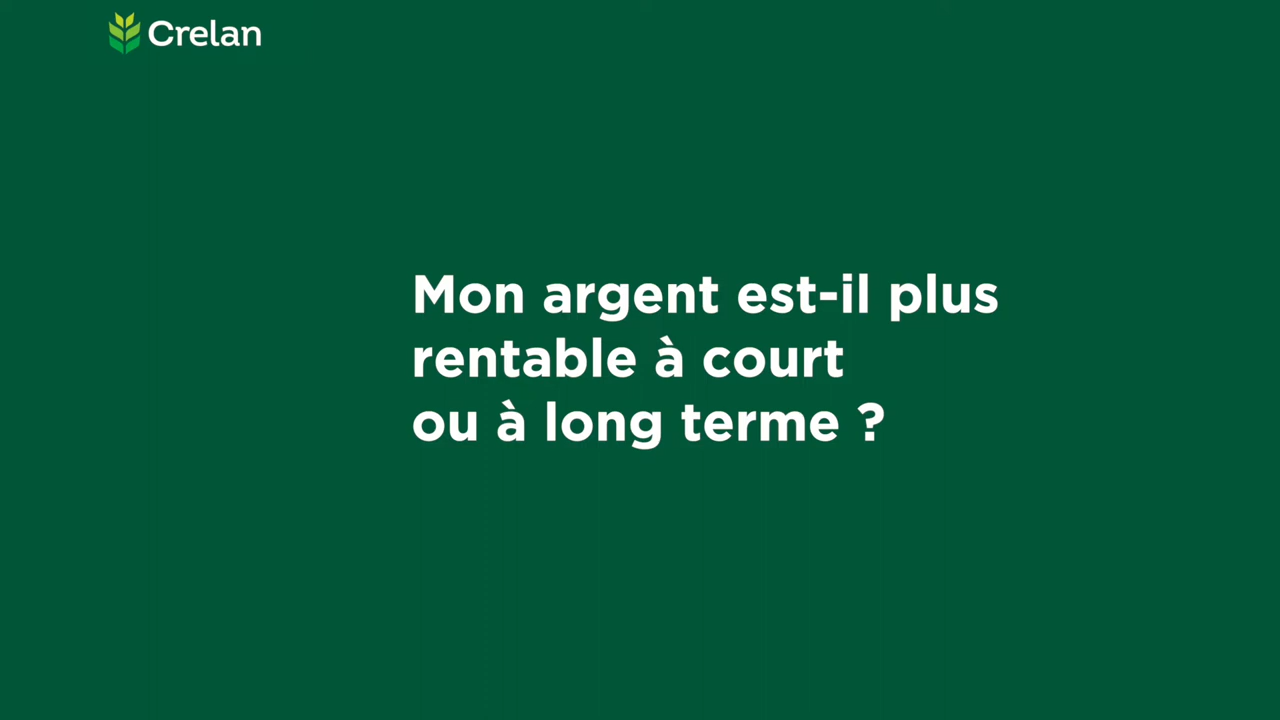 Crelan
Mon argent est-il plus
rentable à court
ou à long terme ?